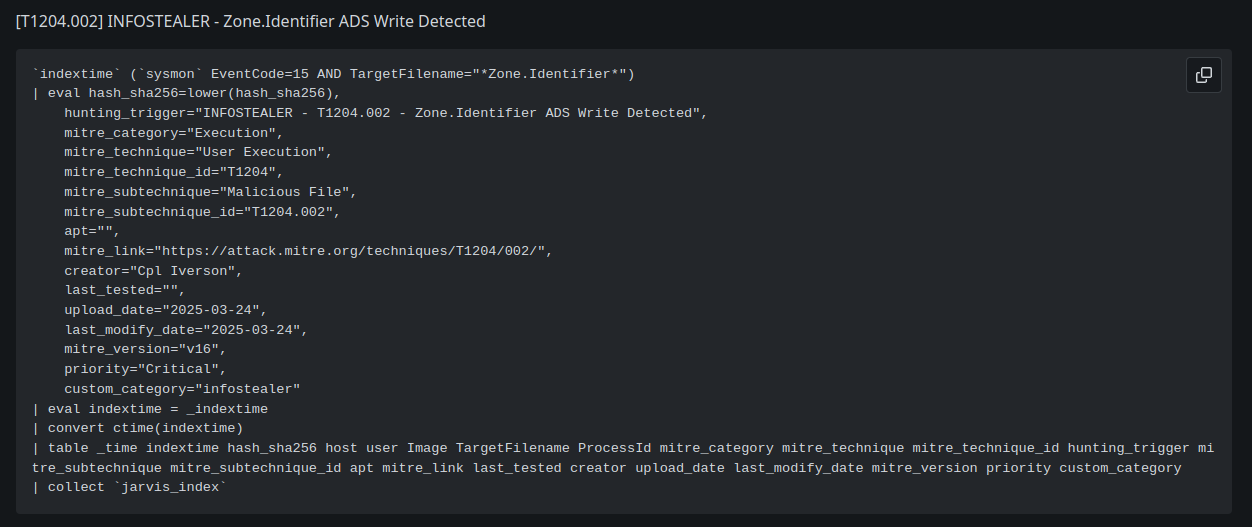 [T1204.002] INFOSTEALER - Zone.Identifier ADS Write Detected
`indextime` (`sysmon` EventCode=15 AND TargetFilename="*Zone.Identifier*")
| eval hash_sha256=lower(hash_sha256),
    hunting_trigger="INFOSTEALER - T1204.002 - Zone.Identifier ADS Write Detected",
    mitre_category="Execution",
    mitre_technique="User Execution",
    mitre_technique_id="T1204",
    mitre_subtechnique="Malicious File",
    mitre_subtechnique_id="T1204.002",
    apt="",
    mitre_link="https://attack.mitre.org/techniques/T1204/002/",
    creator="Cpl Iverson",
    last_tested="",
    upload_date="2025-03-24",
    last_modify_date="2025-03-24",
    mitre_version="v16",
    priority="Critical",
    custom_category="infostealer"
| eval indextime = _indextime
| convert ctime(indextime)
| table _time indextime hash_sha256 host user Image TargetFilename ProcessId mitre_category mitre_technique mitre_technique_id hunting_trigger mi
tre_subtechnique mitre_subtechnique_id apt mitre_link last_tested creator upload_date last_modify_date mitre_version priority custom_category
| collect `jarvis_index`